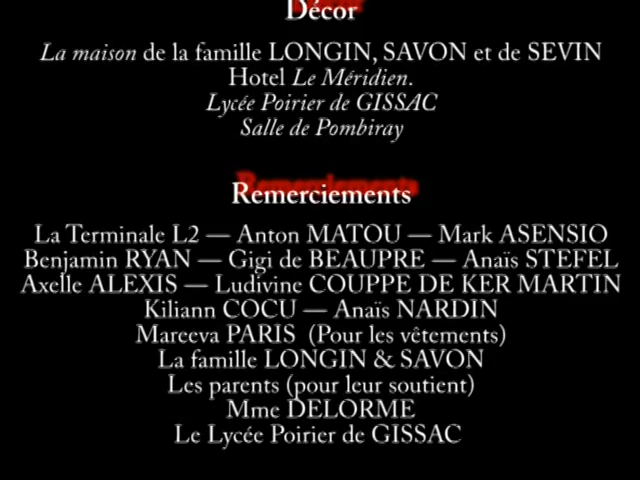 Décor
La maison de la famille LONGIN, SAVON et de SEVIN
Hotel Le Méridien.
Lycée Poirier de GISSAC
Salle de Pombiray
Remerciements
La Terminale L2 — Anton MATOU — Mark ASENSIO
Benjamin RYAN — Gigi de BEAUPRE — Anaïs STEFEL
Axelle ALEXIS — Ludivine COUPPE DE KER MARTIN
Kiliann COCU — Anaïs NARDIN
Mareeva PARIS (Pour les vêtements)
La famille LONGIN & SAVON
Les parents (pour leur soutient)
Mme DELORME
Le Lycée Poirier de GISSAC